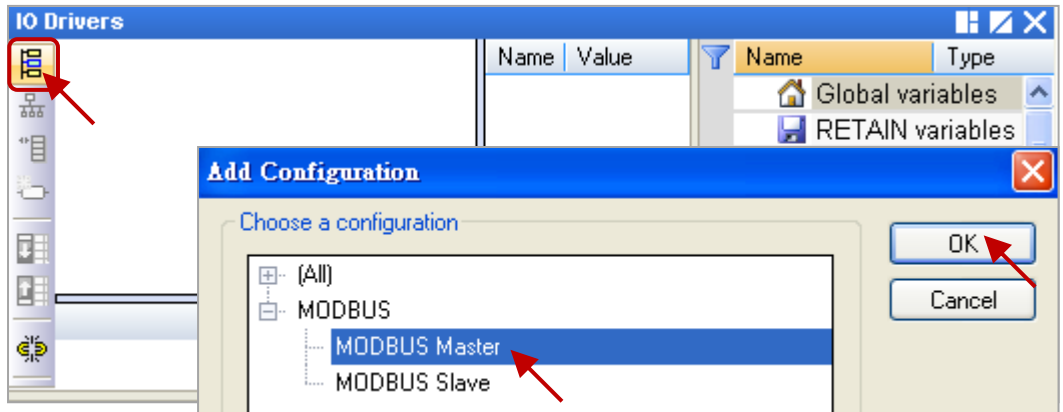 IO Drivers
Name Value Name Type
Global variables
RETAIN variables
Add Configuration
Choose a configuration
OK
(All)
Cancel
MODBUS
MODBUS Master
MODBUS Slave